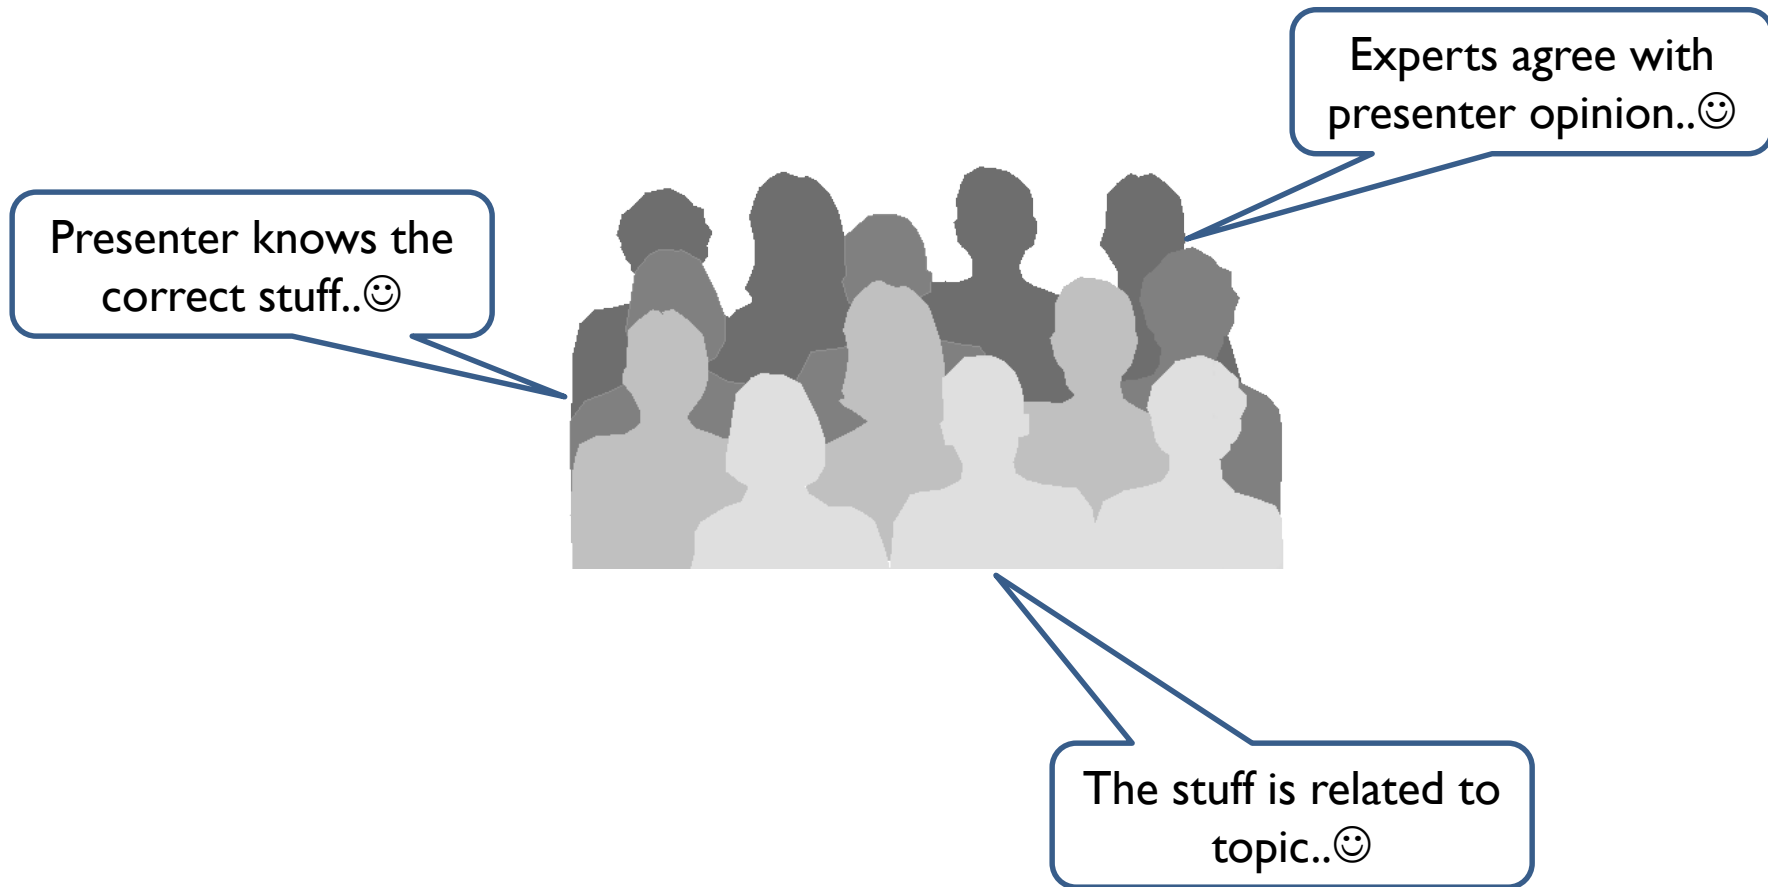 Experts agree with
presenter opinion..☺
Presenter knows the
correct stuff..☺
The stuff is related to
topic..☺